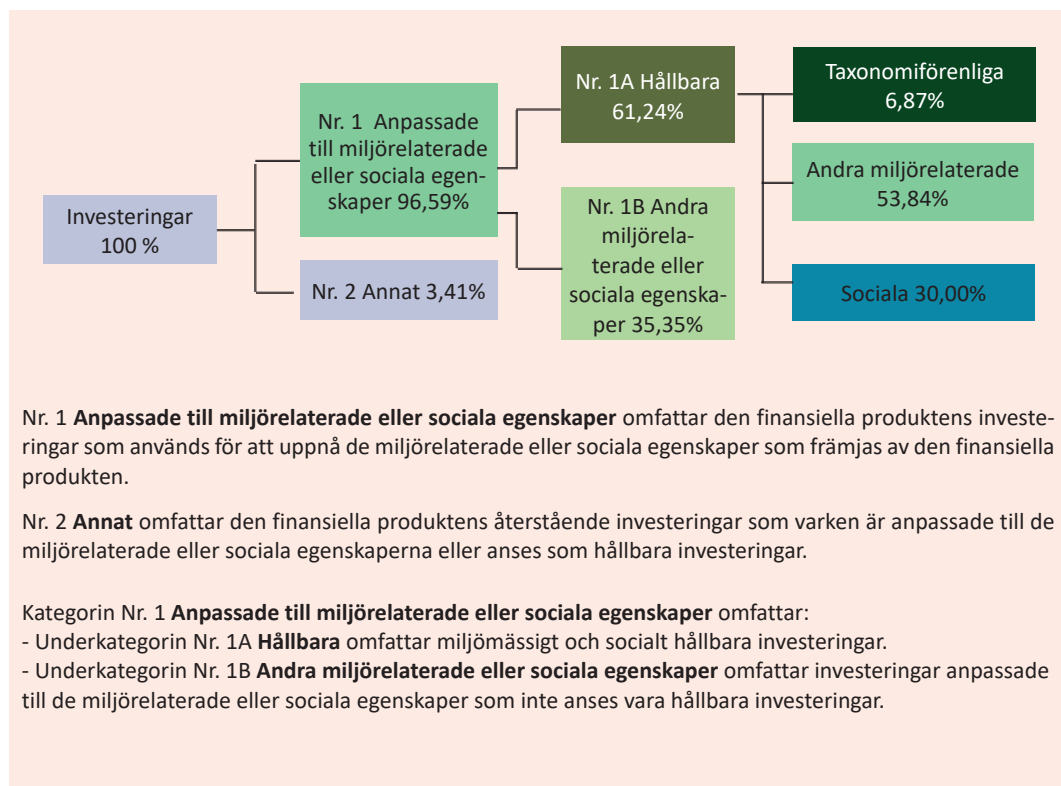 Investeringar
100 %
Nr. 1 Anpassade
till miljörelaterade
eller sociala egen-
skaper 96,59%
Nr. 2 Annat 3,41%
Nr. 1A Hållbara
61,24%
Nr. 1B Andra
miljörela-
terade eller
sociala egenska-
per 35,35%
Taxonomiförenliga
6,87%
Andra miljörelaterade
53,84%
Sociala 30,00%
Nr. 1 Anpassade till miljörelaterade eller sociala egenskaper omfattar den finansiella produktens investe-
ringar som används för att uppnå de miljörelaterade eller sociala egenskaper som främjas av den finansiella
produkten.
Nr. 2 Annat omfattar den finansiella produktens återstående investeringar som varken är anpassade till de
miljörelaterade eller sociala egenskaperna eller anses som hållbara investeringar.
Kategorin Nr. 1 Anpassade till miljörelaterade eller sociala egenskaper omfattar:
- Underkategorin Nr. 1A Hållbara omfattar miljömässigt och socialt hållbara investeringar.
- Underkategorin Nr. 1B Andra miljörelaterade eller sociala egenskaper omfattar investeringar anpassade
till de miljörelaterade eller sociala egenskaper som inte anses vara hållbara investeringar.